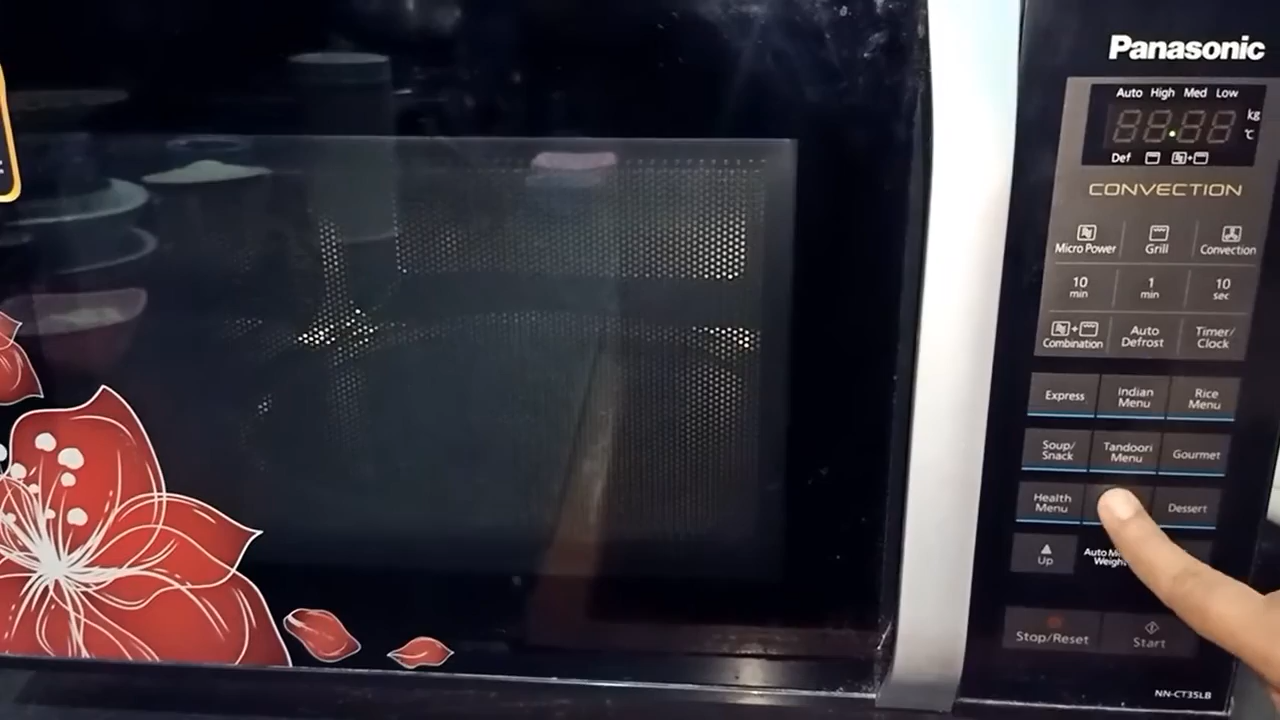 Panasonic
Auto High Med Low
kg
°C
Def
CONVECTION
Micro Power Grill Convection
10 min 1 min 10 sec
Combination Auto Defrost Timer/ Clock
Express Indian Menu Rice Menu
Soup/ Snack Tandoori Menu Gourmet
Health Menu Dessert
Up Auto
Stop/Reset Start
NN-CT35LB